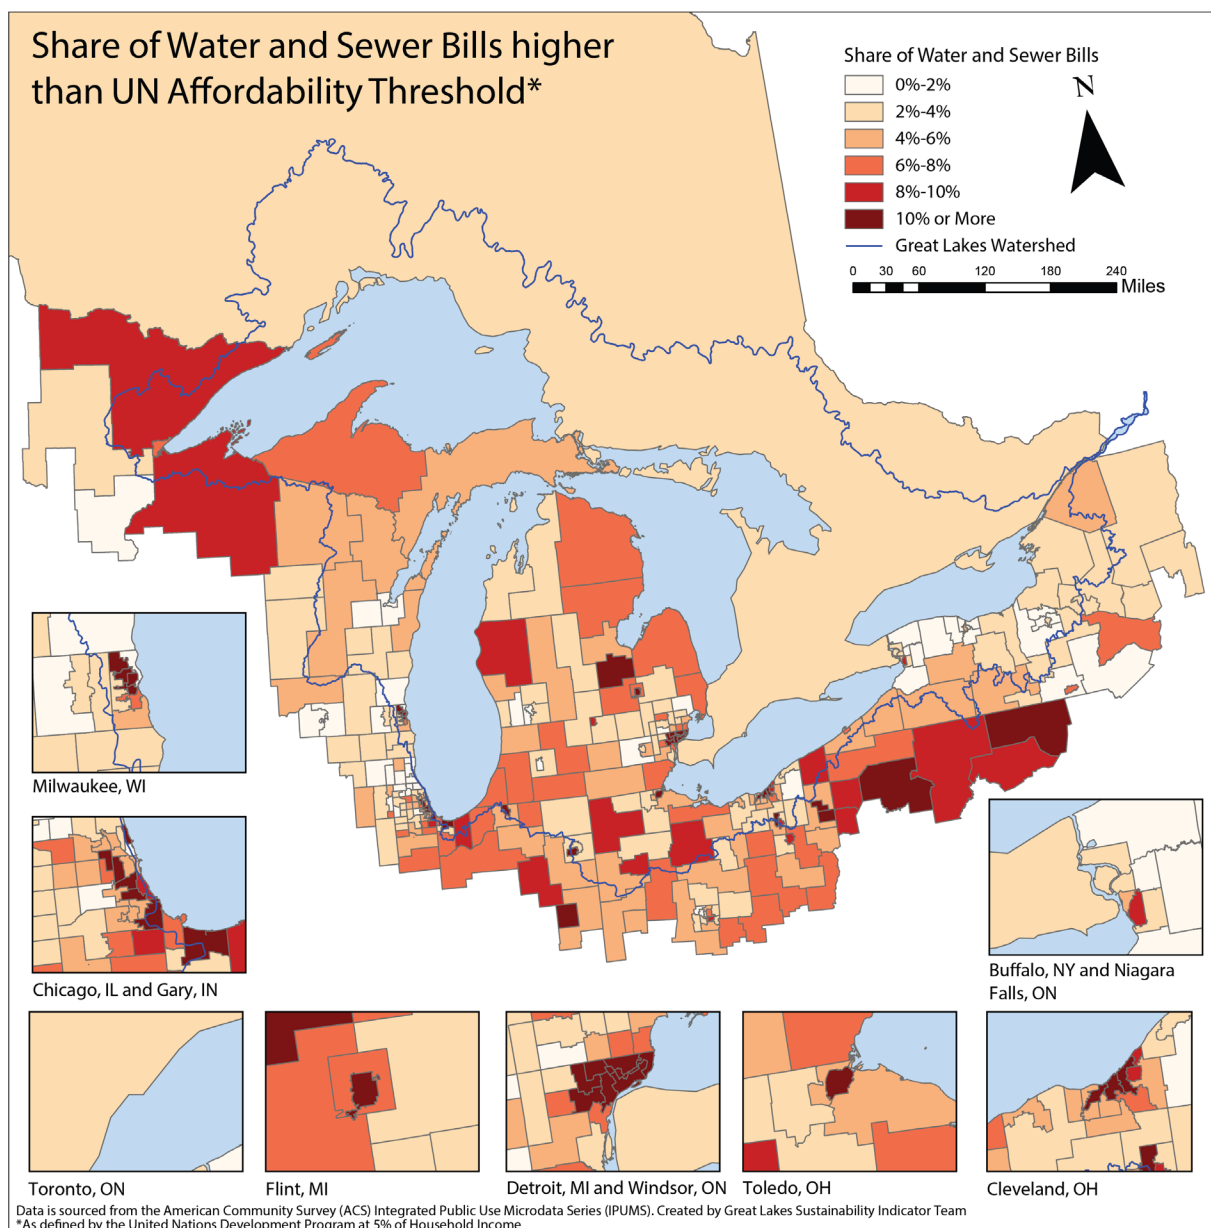 Share of Water and Sewer Bills higher
than UN Affordability Threshold*
Share of Water and Sewer Bills
0%-2%
2%-4%
4%-6%
6%-8%
8%-10%
10% or More
Great Lakes Watershed
N
0 30 60 120 180 240
Miles
Milwaukee, WI
Chicago, IL and Gary, IN
Buffalo, NY and Niagara
Falls, ON
Toronto, ON
Flint, MI
Detroit, MI and Windsor, ON
Toledo, OH
Cleveland, OH
Data is sourced from the American Community Survey (ACS) Integrated Public Use Microdata Series (IPUMS). Created by Great Lakes Sustainability Indicator Team
*As defined by the United Nations Development Program at 5% of Household Income